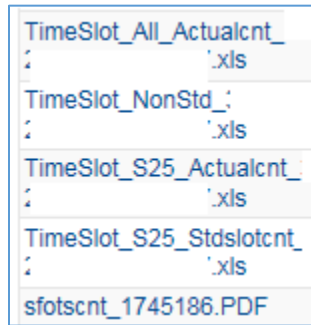 TimeSlot_All_Actualcnt_
.xls
TimeSlot_NonStd_
.xls
TimeSlot_S25_Actualcnt_
.xls
TimeSlot_S25_Stdslotcnt_
.xls
sfotscnt_1745186.PDF